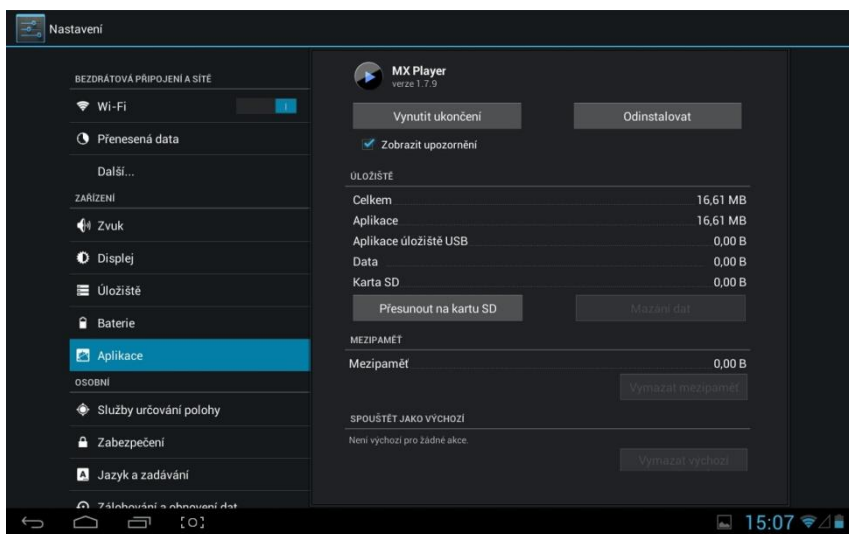 Nastavení
BEZDRÁTOVÁ PŘIPOJENÍ A SÍTĚ
Wi-Fi
Přenesená data
Další...
ZAŘÍZENÍ
Zvuk
Displej
Úložiště
Baterie
Aplikace
OSOBNÍ
Služby určování polohy
Zabezpečení
A Jazyk a zadávání
Zálohování a obnovení dat
MX Player
verze 1.7.9
Vynutit ukončení Odinstalovat
Zobrazit upozornění
ÚLOŽIŠTĚ
Celkem 16,61 MB
Aplikace 16,61 MB
Aplikace úložiště USB 0,00 B
Data 0,00 B
Karta SD 0,00 B
Přesunout na kartu SD Mazání dat
MEZIPAMĚŤ
Mezipaměť 0,00 B
Vymazat mezipaměť
SPOUŠTĚT JAKO VÝCHOZÍ
Není výchozí pro žádné akce.
Vymazat výchozí
15:07